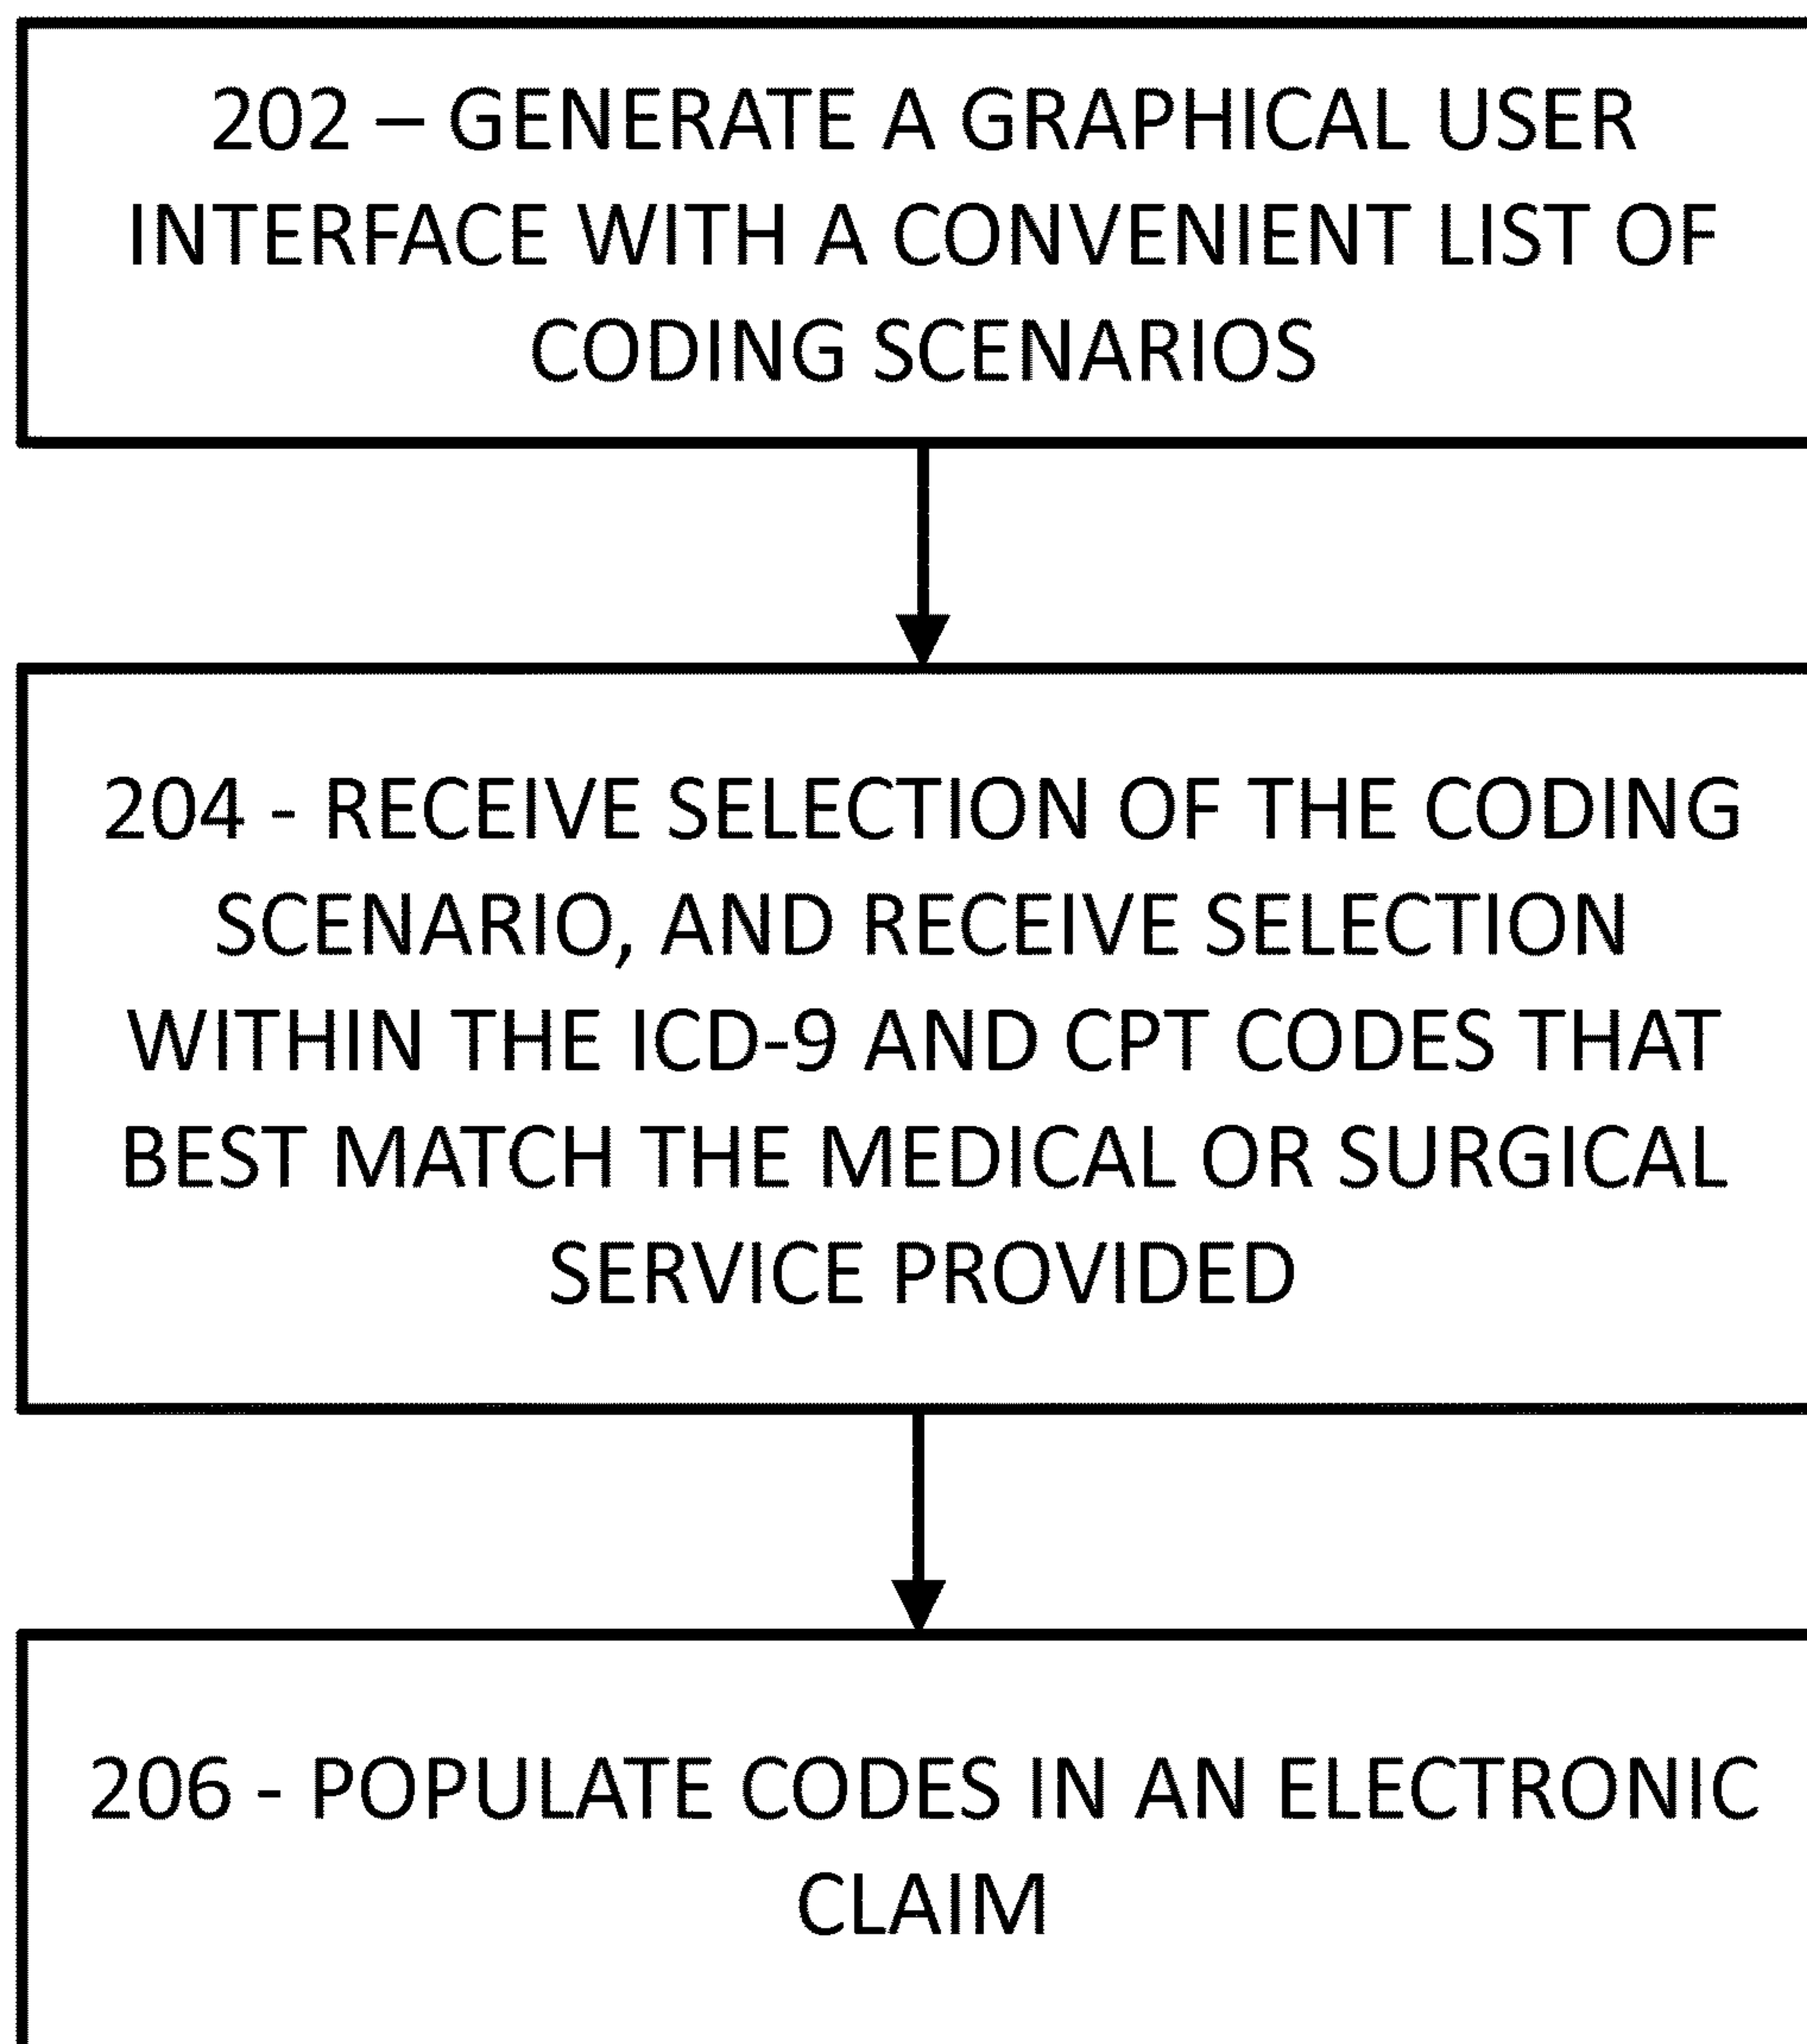 202 – GENERATE A GRAPHICAL USER
INTERFACE WITH A CONVENIENT LIST OF
CODING SCENARIOS
204 - RECEIVE SELECTION OF THE CODING
SCENARIO, AND RECEIVE SELECTION
WITHIN THE ICD-9 AND CPT CODES THAT
BEST MATCH THE MEDICAL OR SURGICAL
SERVICE PROVIDED
206 - POPULATE CODES IN AN ELECTRONIC
CLAIM